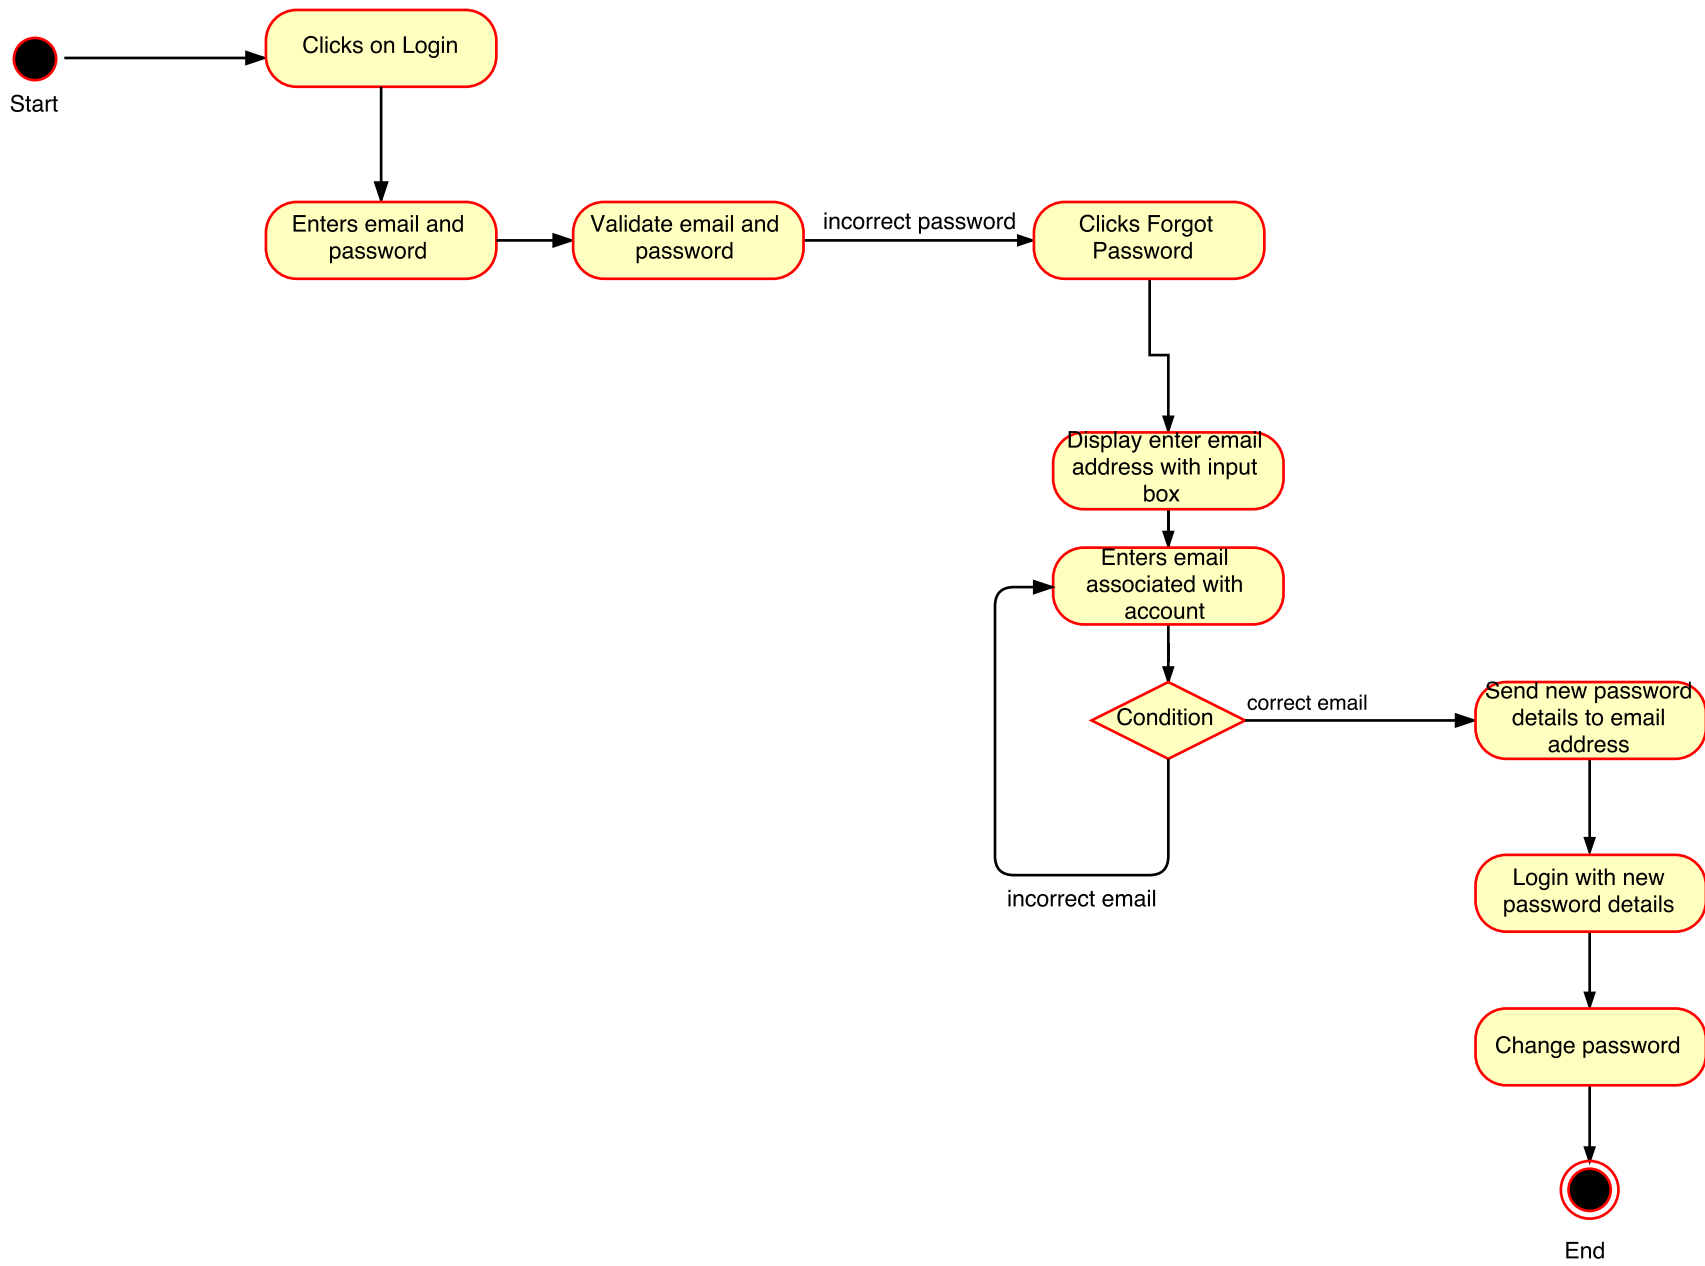 Clicks on Login
Start
Enters email and
password
Validate email and
password
incorrect password
Clicks Forgot
Password
Display enter email
address with input
box
Enters email
associated with
account
Condition
correct email
Send new password
details to email
address
incorrect email
Login with new
password details
Change password
End